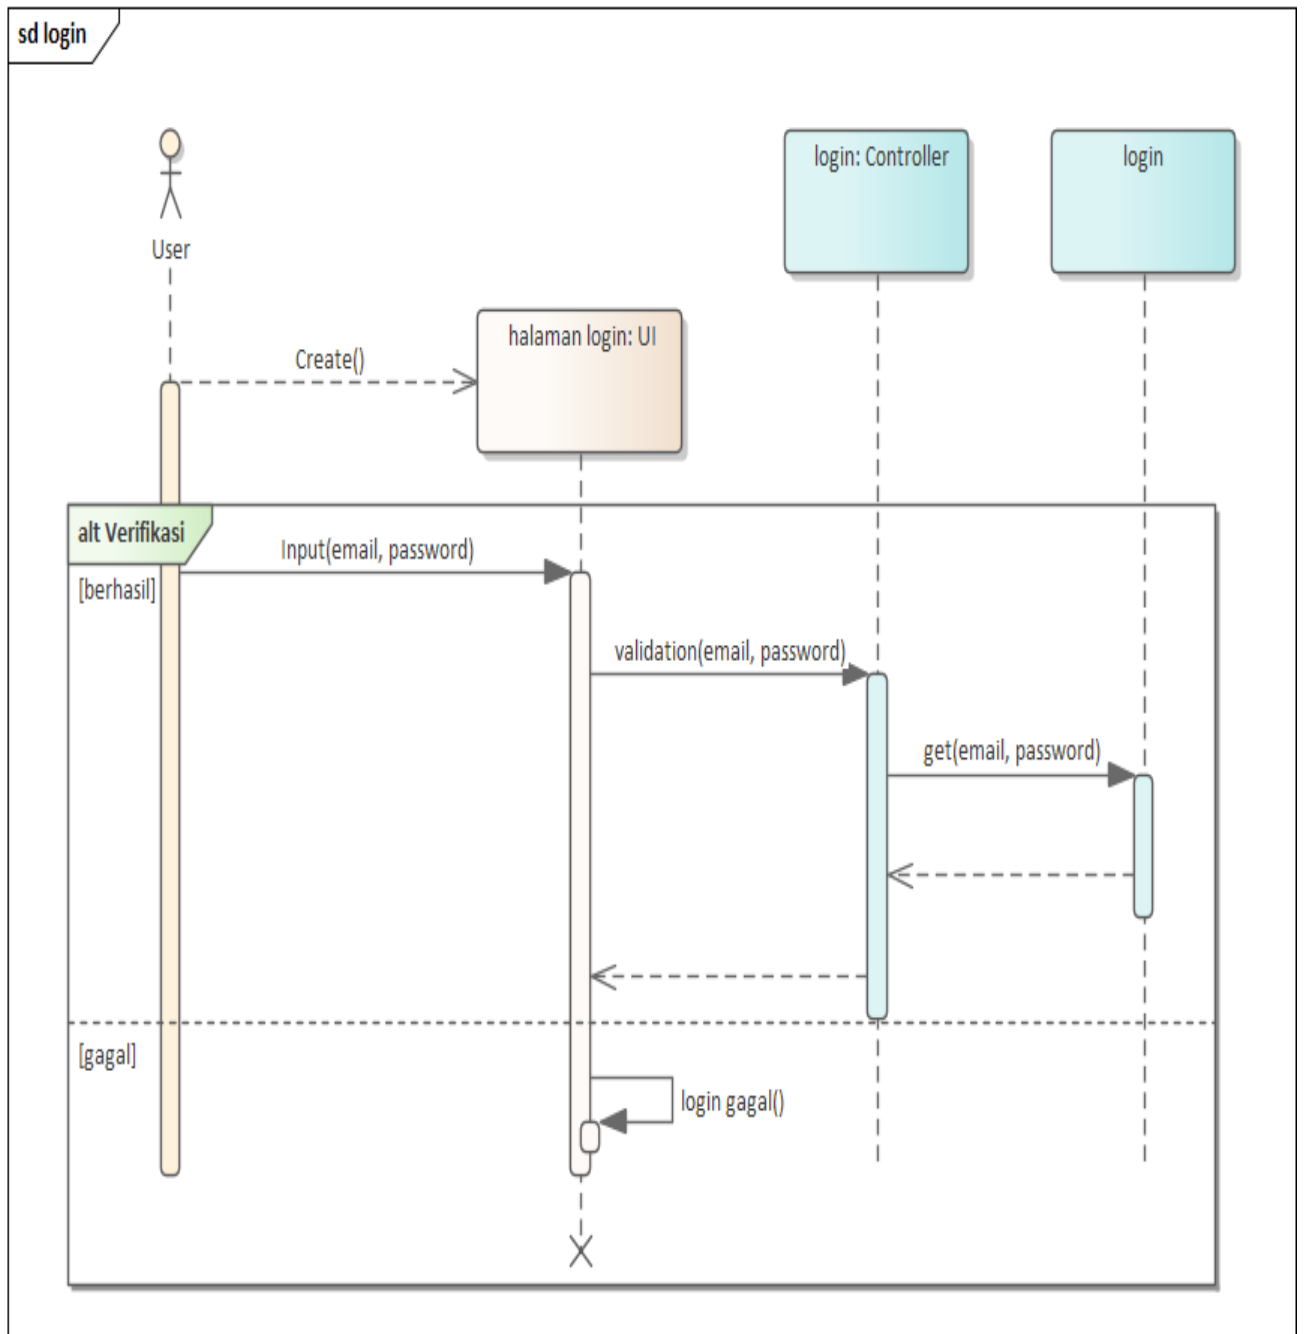 sd login
login: Controller
login
User
halaman login: UI
Create()
alt Verifikasi
Input(email, password)
[berhasil]
validation(email, password)
get(email, password)
[gagal]
login gagal()